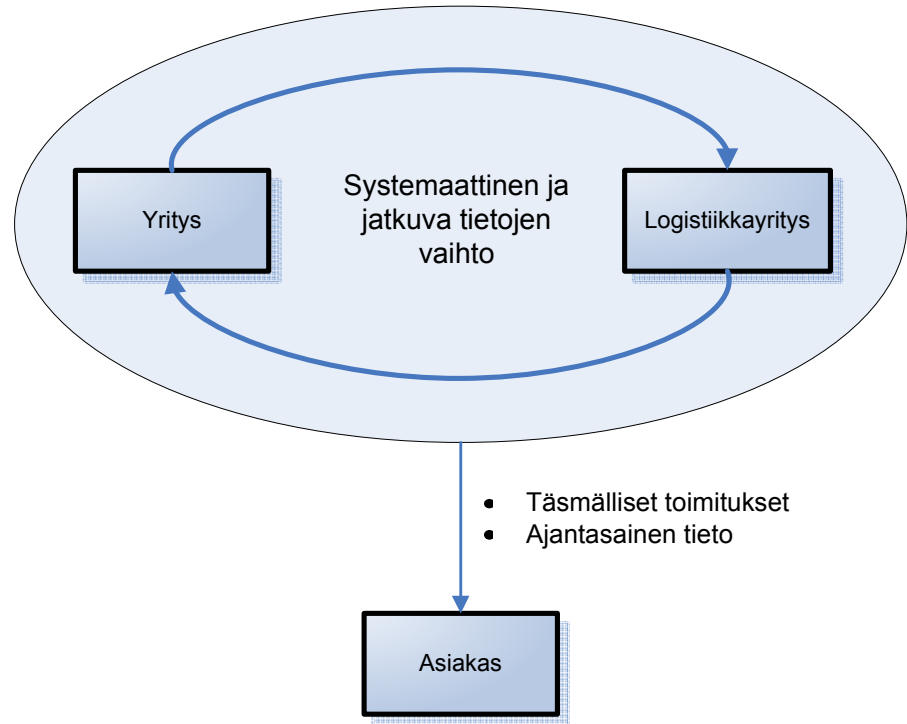 Yritys
Systemaattinen ja
jatkuva tietojen
vaihto
Logistiikkayritys
• Täsmälliset toimitukset
• Ajantasainen tieto
Asiakas